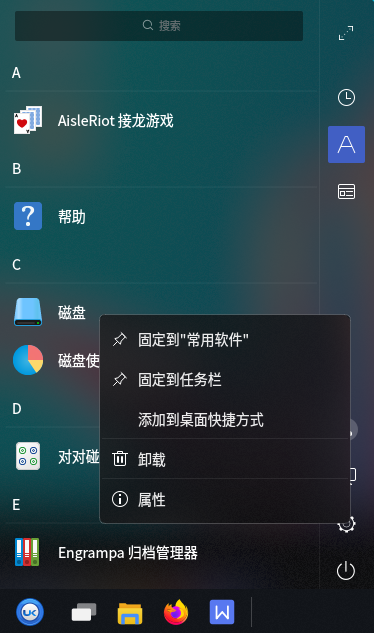 搜索
A
AisleRiot 接龙游戏
B
帮助
C
磁盘
固定到"常用软件"
磁盘使
固定到任务栏
D
添加到桌面快捷方式
对对碰
卸载
E
属性
Engrampa 归档管理器